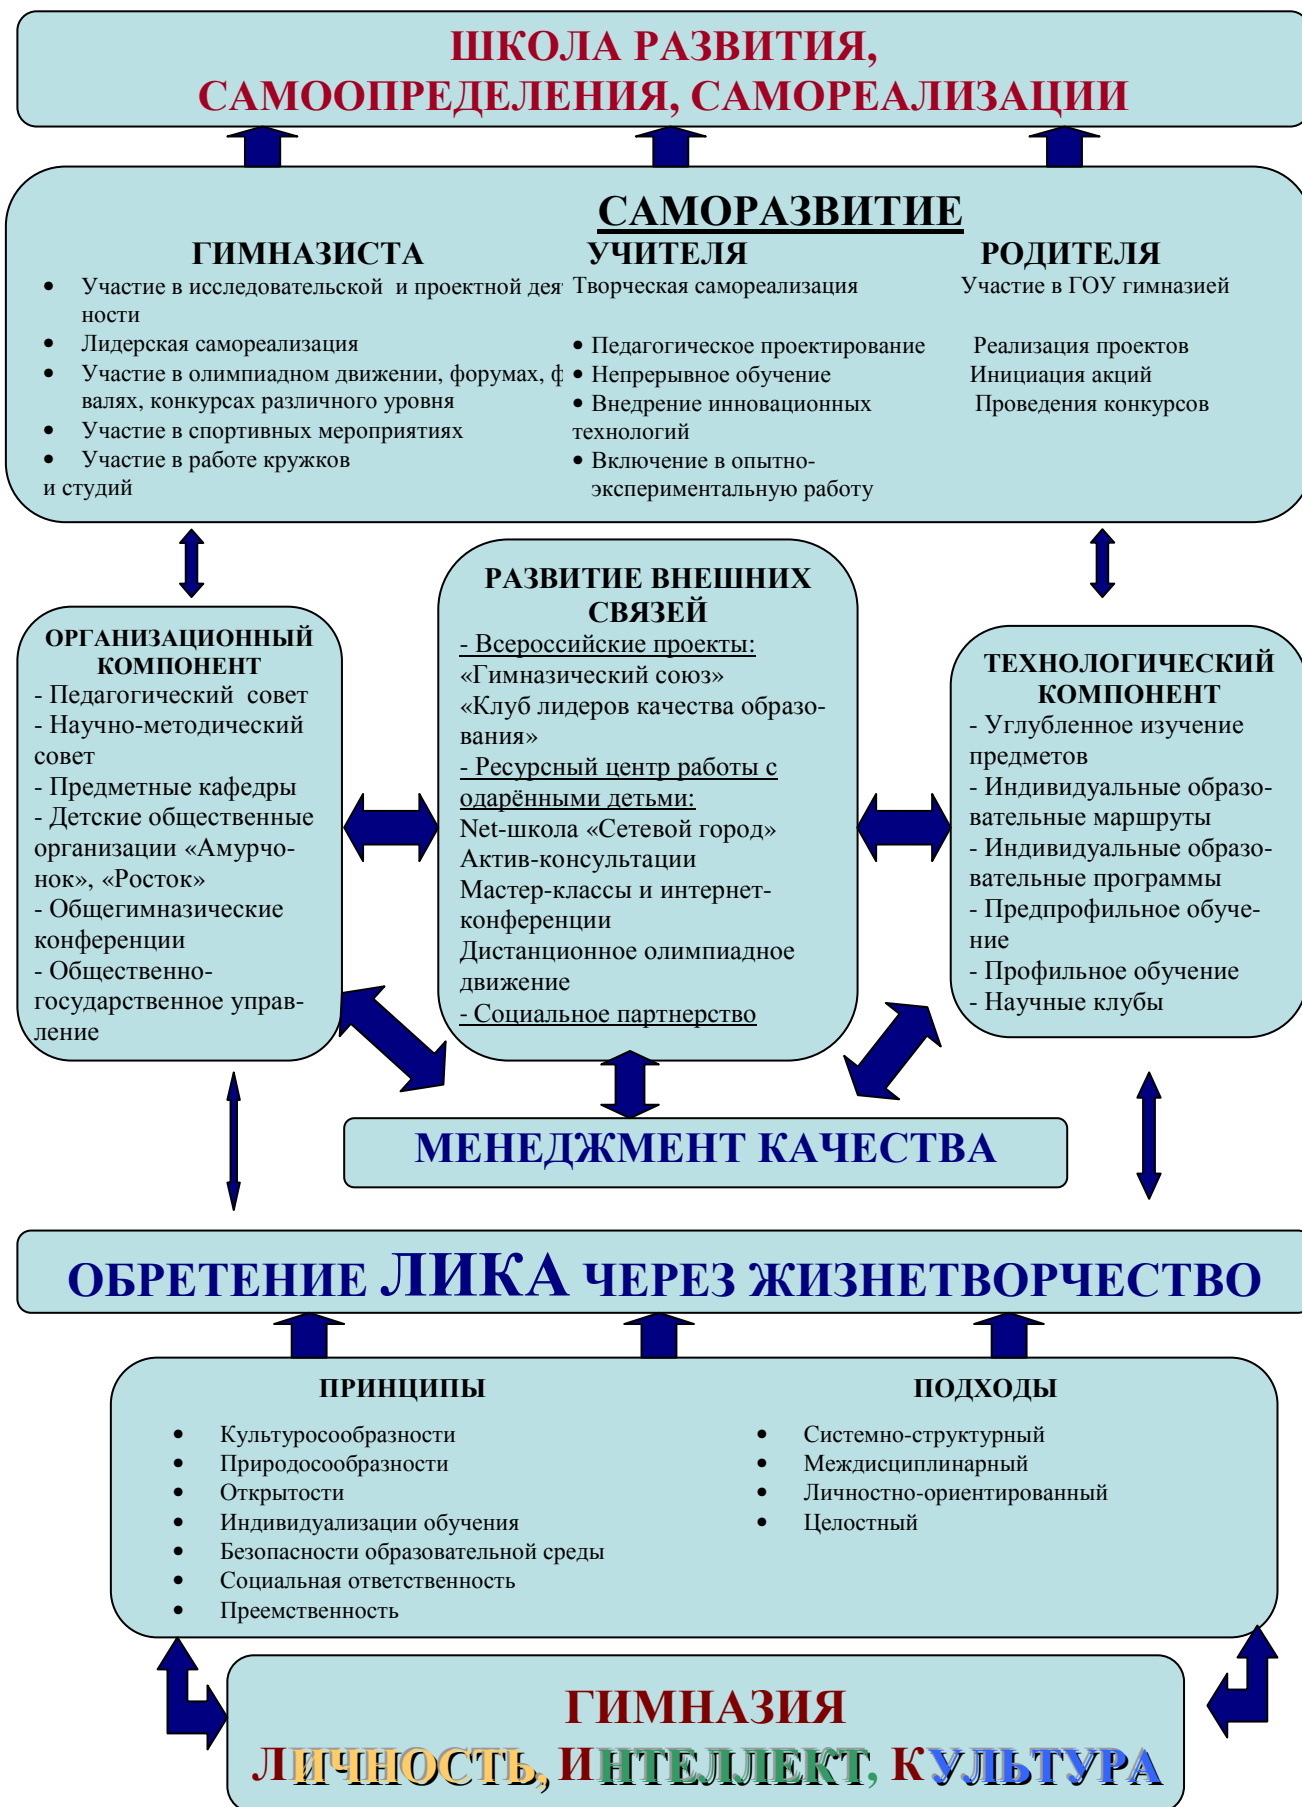 ШКОЛА РАЗВИТИЯ,
САМООПРЕДЕЛЕНИЯ, САМОРЕАЛИЗАЦИИ
САМОРАЗВИТИЕ
ГИМНАЗИСТА
• Участие в исследовательской и проектной дея
ности
• Лидерская самореализация
• Участие в олимпиадном движении, форумах, ф
валях, конкурсах различного уровня
• Участие в спортивных мероприятиях
• Участие в работе кружков
и студий
УЧИТЕЛЯ
Творческая самореализация
• Педагогическое проектирование
• Непрерывное обучение
• Внедрение инновационных
технологий
• Включение в опытно-
экспериментальную работу
РОДИТЕЛЯ
Участие в ГОУ гимназией
Реализация проектов
Инициация акций
Проведения конкурсов
ОРГАНИЗАЦИОННЫЙ
КОМПОНЕНТ
- Педагогический совет
- Научно-методический
совет
- Предметные кафедры
- Детские общественные
организации «Амурчо-
нок», «Росток»
- Общегимназические
конференции
- Общественно-
государственное управ-
ление
РАЗВИТИЕ ВНЕШНИХ
СВЯЗЕЙ
- Всероссийские проекты:
«Гимназический союз»
«Клуб лидеров качества образо-
вания»
- Ресурсный центр работы с
одарёнными детьми:
Net-школа «Сетевой город»
Актив-консультации
Мастер-классы и интернет-
конференции
Дистанционное олимпиадное
движение
- Социальное партнерство
ТЕХНОЛОГИЧЕСКИЙ
КОМПОНЕНТ
- Углубленное изучение
предметов
- Индивидуальные образо-
вательные маршруты
- Индивидуальные образо-
вательные программы
- Предпрофильное обуче-
ние
- Профильное обучение
- Научные клубы
МЕНЕДЖМЕНТ КАЧЕСТВА
ОБРЕТЕНИЕ ЛИКА ЧЕРЕЗ ЖИЗНЕТВОРЧЕСТВО
ПРИНЦИПЫ
• Культуросообразности
• Природосообразности
• Открытости
• Индивидуализации обучения
• Безопасности образовательной среды
• Социальная ответственность
• Преемственность
ПОДХОДЫ
• Системно-структурный
• Междисциплинарный
• Личностно-ориентированный
• Целостный
ГИМНАЗИЯ
ЛИЧНОСТЬ, ИНТЕЛЛЕКТ, КУЛЬТУРА